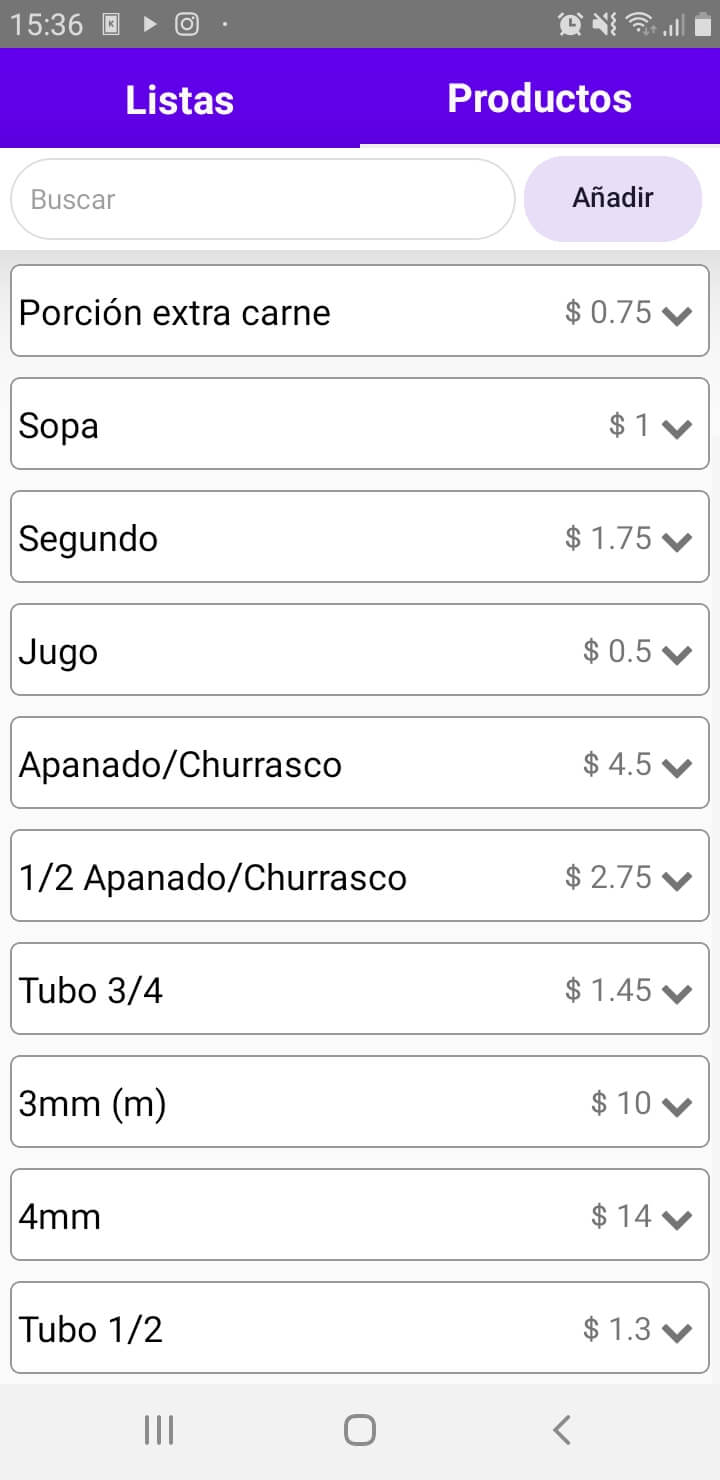 15:36
Listas
Productos
Buscar
Añadir
Porción extra carne $ 0.75
Sopa $ 1
Segundo $ 1.75
Jugo $ 0.5
Apanado/Churrasco $ 4.5
1/2 Apanado/Churrasco $ 2.75
Tubo 3/4 $ 1.45
3mm (m) $ 10
4mm $ 14
Tubo 1/2 $ 1.3